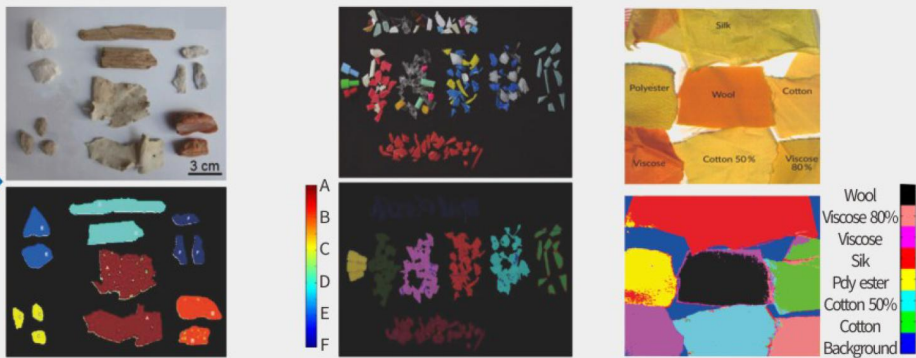 3 cm
A
B
C
D
E
F
Silk
Polyester
Wool
Cotton
Viscose
Cotton 50%
Viscose 80%
Wool
Viscose 80%
Viscose
Silk
Pdy ester
Cotton 50%
Cotton
Background